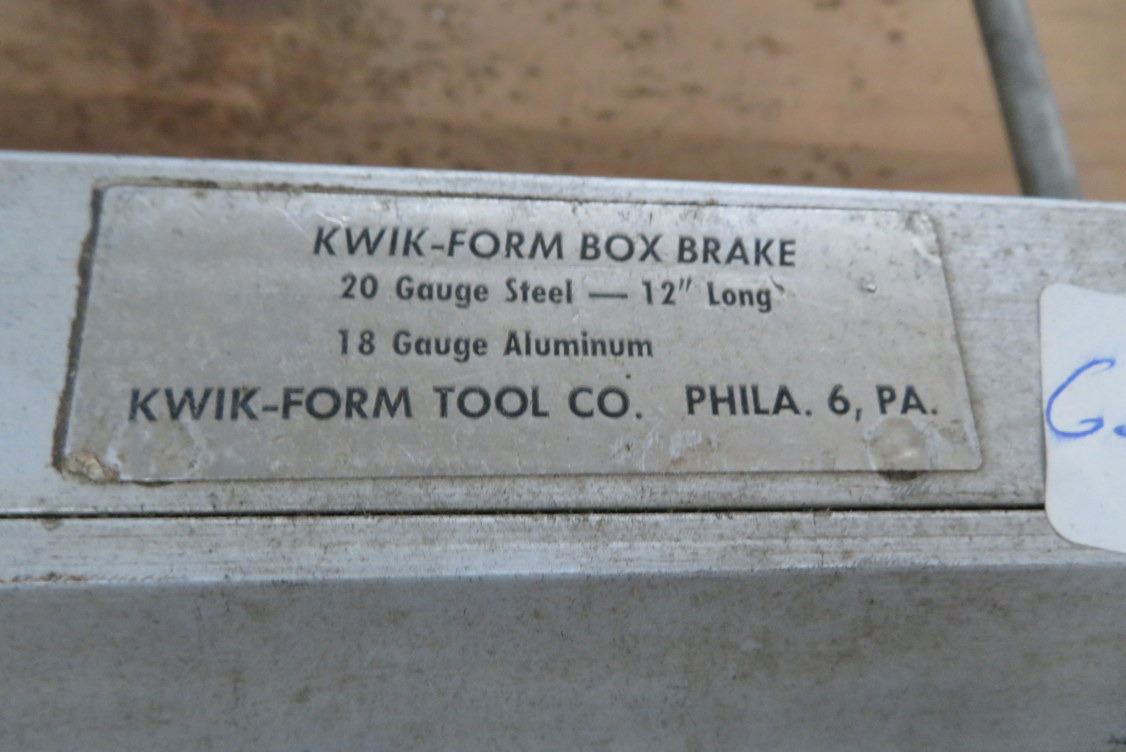 KWIK-FORM BOX BRAKE
20 Gauge Steel — 12" Long
18 Gauge Aluminum
KWIK-FORM TOOL CO. PHILA. 6, PA.